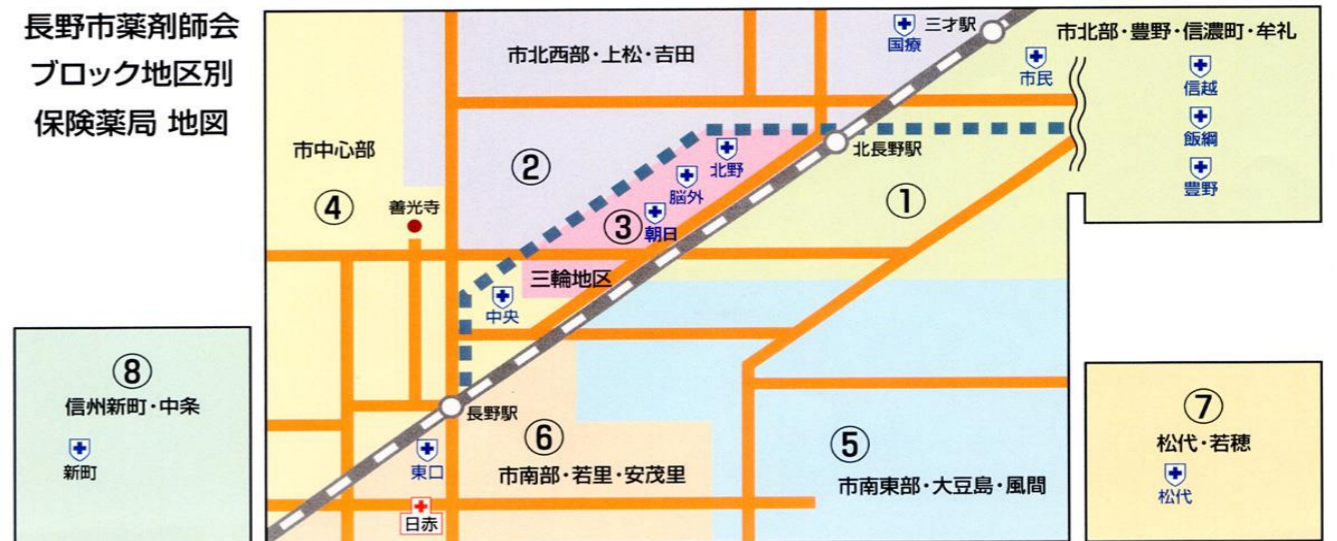 長野市薬剤師会
ブロック地区別
保険薬局 地図
市北西部・上松・吉田
国療
三才駅
市北部・豊野・信濃町・牟礼
市民
信越
飯綱
豊野
市中心部
④
善光寺
②
北野
脳外
③
朝日
三輪地区
北長野駅
①
中央
長野駅
⑧
信州新町・中条
新町
東口
日赤
⑥
市南部・若里・安茂里
⑤
市南東部・大豆島・風間
⑦
松代・若穂
松代